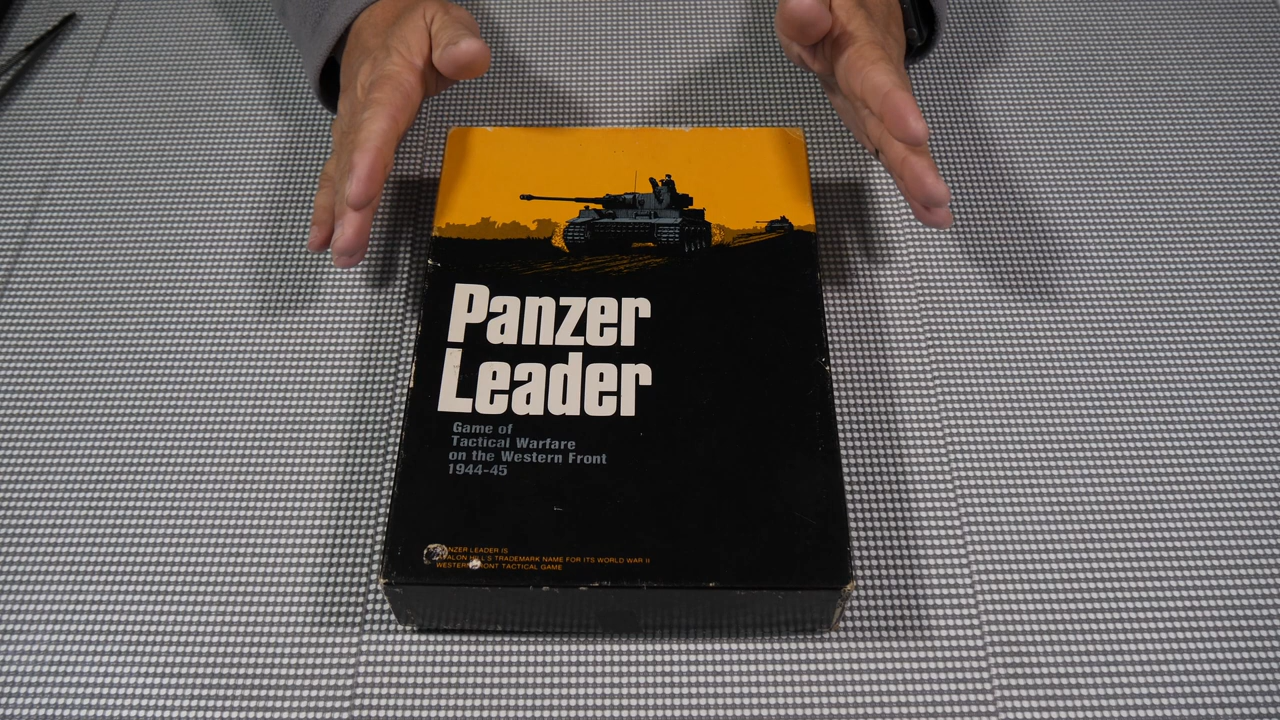 Panzer
Leader
Game of
Tactical Warfare
on the Western Front
1944-45
NZER LEADER IS
ALON HILL'S TRADEMARK NAME FOR ITS WORLD WAR II
WESTERN FRONT TACTICAL GAME